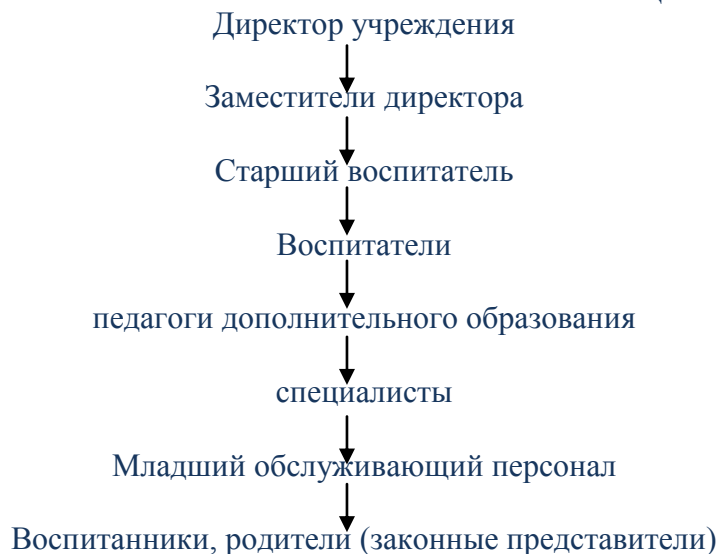 Директор учреждения
Заместители директора
Старший воспитатель
Воспитатели
педагоги дополнительного образования
специалисты
Младший обслуживающий персонал
Воспитанники, родители (законные представители)